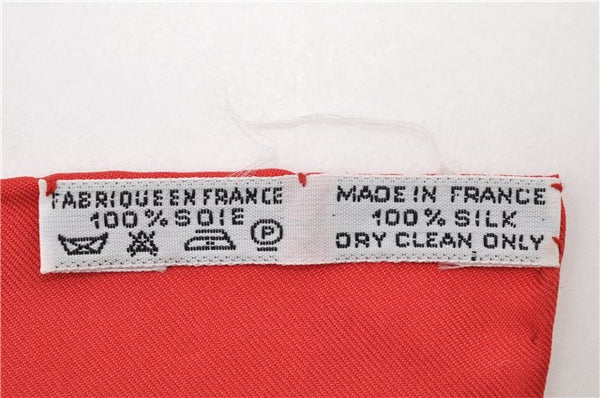 FABRIQUE EN FRANCE
100% SOIE
P
MADE IN FRANCE
100% SILK
DRY CLEAN ONLY